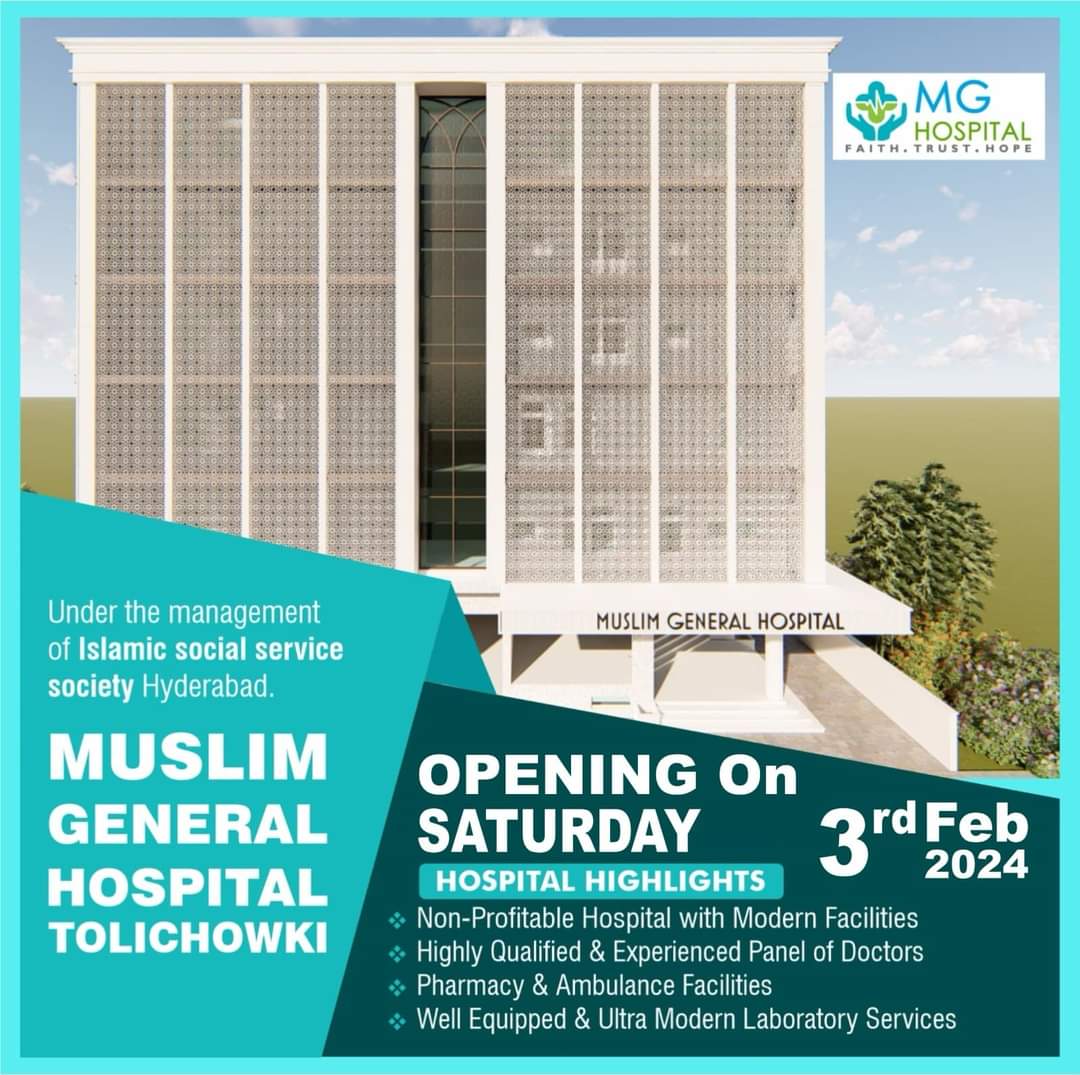 MG
HOSPITAL
FAITH.TRUST.HOPE
MUSLIM GENERAL HOSPITAL
Under the management
of Islamic social service
society Hyderabad.
MUSLIM
GENERAL
HOSPITAL
TOLICHOWKI
OPENING On
SATURDAY
3rd Feb
2024
HOSPITAL HIGHLIGHTS
Non-Profitable Hospital with Modern Facilities
Highly Qualified & Experienced Panel of Doctors
Pharmacy & Ambulance Facilities
Well Equipped & Ultra Modern Laboratory Services